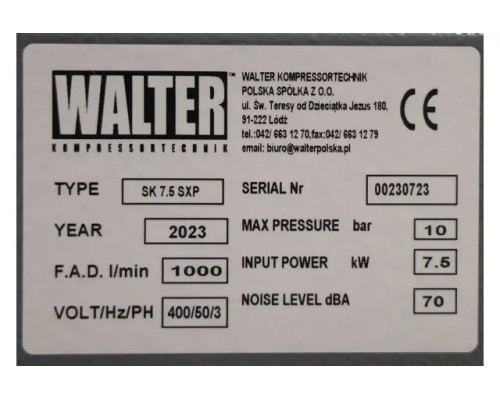 WALTER™
KOMPRESSORTECHNIK
WALTER KOMPRESSORTECHNIK
POLSKA SPÓŁKA Z O.O.
ul. Św. Teresy od Dzieciątka Jezus 180,
91-222 Łódź
tel.:042/ 663 12 70,fax:042/ 663 12 79
email: biuro@walterpolska.pl
CE
TYPE SK 7.5 SXP
YEAR 2023
F.A.D. l/min 1000
VOLT/Hz/PH 400/50/3
SERIAL Nr 00230723
MAX PRESSURE bar 10
INPUT POWER kW 7.5
NOISE LEVEL dBA 70